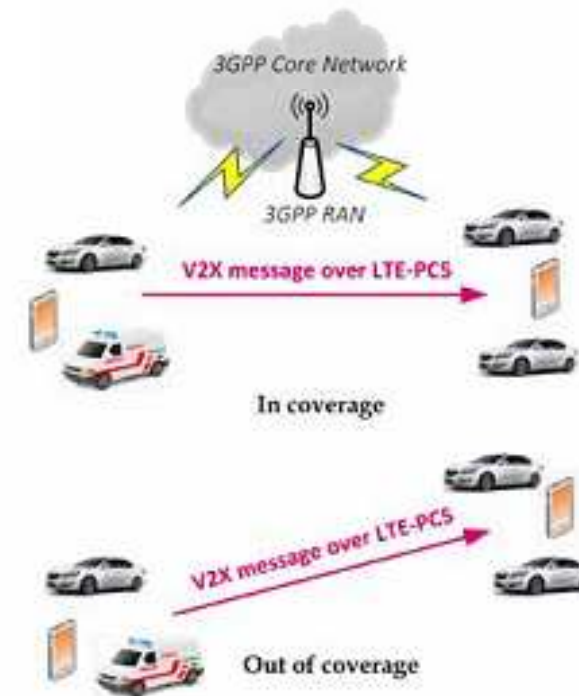 3GPP Core Network
3GPP RAN
V2X message over LTE-PC5
In coverage
V2X message over LTE-PC5
Out of coverage